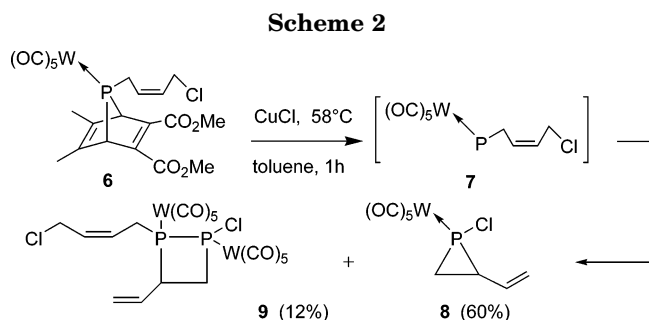 Scheme 2
(OC)5W
P
Cl
CO2Me
CO2Me
6
CuCl, 58°C
toluene, 1h
(OC)5W
P
Cl
7
Cl
W(CO)5
P
P
Cl
W(CO)5
9 (12%)
+
(OC)5W
Cl
P
8 (60%)